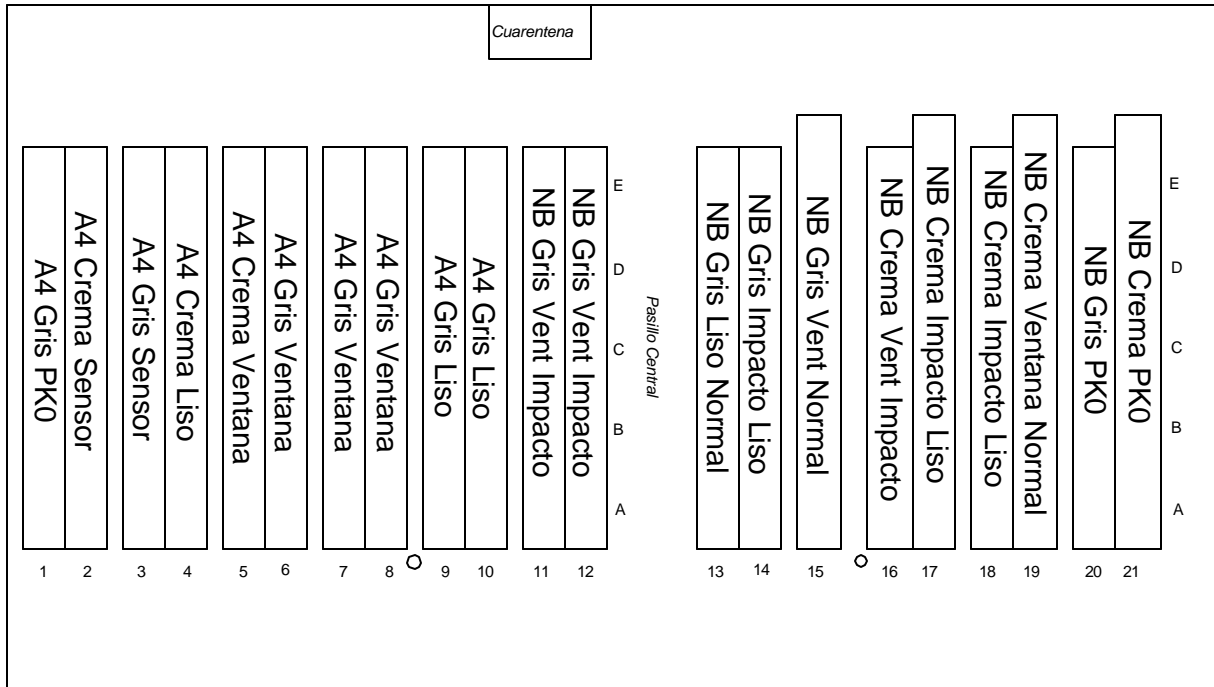 Cuarentena
A4 Gris PK0
A4 Crema Sensor
A4 Gris Sensor
A4 Crema Liso
A4 Crema Ventana
A4 Gris Ventana
A4 Gris Ventana
A4 Gris Ventana
A4 Gris Liso
A4 Gris Liso
NB Gris Vent Impacto
NB Gris Vent Impacto
E
D
C
B
A
Pasillo Central
NB Gris Liso Normal
NB Gris Impacto Liso
NB Gris Vent Normal
NB Crema Vent Impacto
NB Crema Impacto Liso
NB Crema Impacto Liso
NB Crema Ventana Normal
NB Gris PK0
NB Crema PK0
E
D
C
B
A
1 2 3 4 5 6 7 8 9 10 11 12 13 14 15 16 17 18 19 20 21